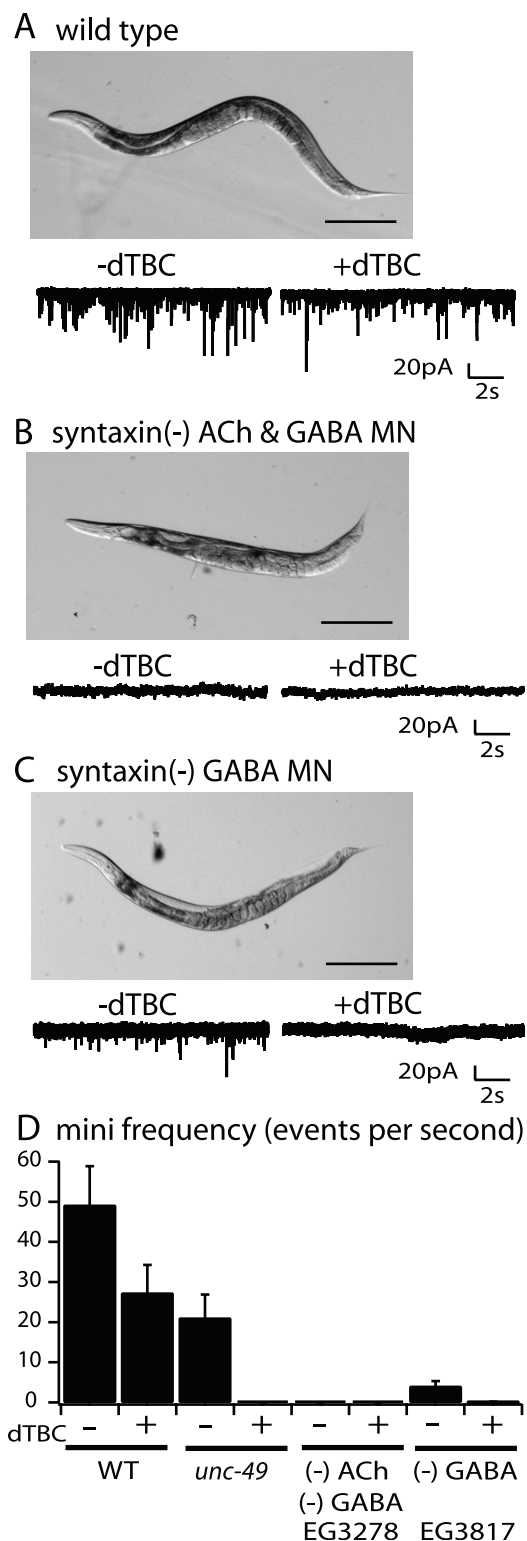 A wild type
-dTBC +dTBC
20pA
2s
B syntaxin(-) ACh & GABA MN
-dTBC +dTBC
20pA
2s
C syntaxin(-) GABA MN
-dTBC +dTBC
20pA
2s
D mini frequency (events per second)
60
50
40
30
20
10
0
dTBC − + − + − + − +
WT unc-49 (-) ACh (-) GABA
(-) GABA
EG3278 EG3817